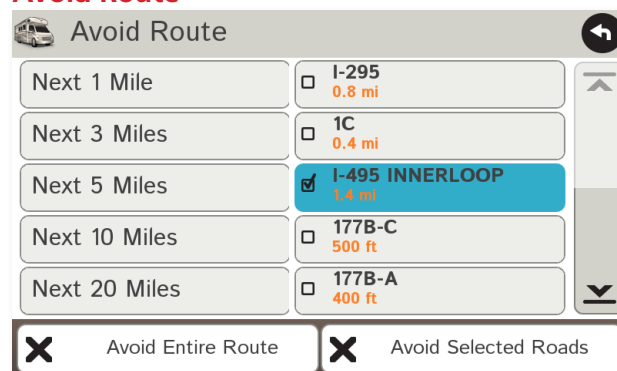 Avoid Route
Avoid Route
Next 1 Mile
I-295
0.8 mi
Next 3 Miles
1C
0.4 mi
Next 5 Miles
I-495 INNERLOOP
1.4 mi
Next 10 Miles
177B-C
500 ft
Next 20 Miles
177B-A
400 ft
Avoid Entire Route
Avoid Selected Roads